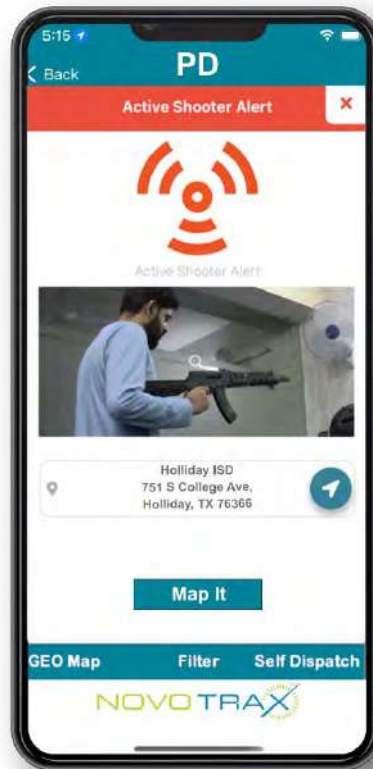 5:15
Back
PD
Active Shooter Alert
Active Shooter Alert
Holliday ISD
751 S College Ave,
Holliday, TX 76366
Map It
GEO Map Filter Self Dispatch
NOVOTRAX